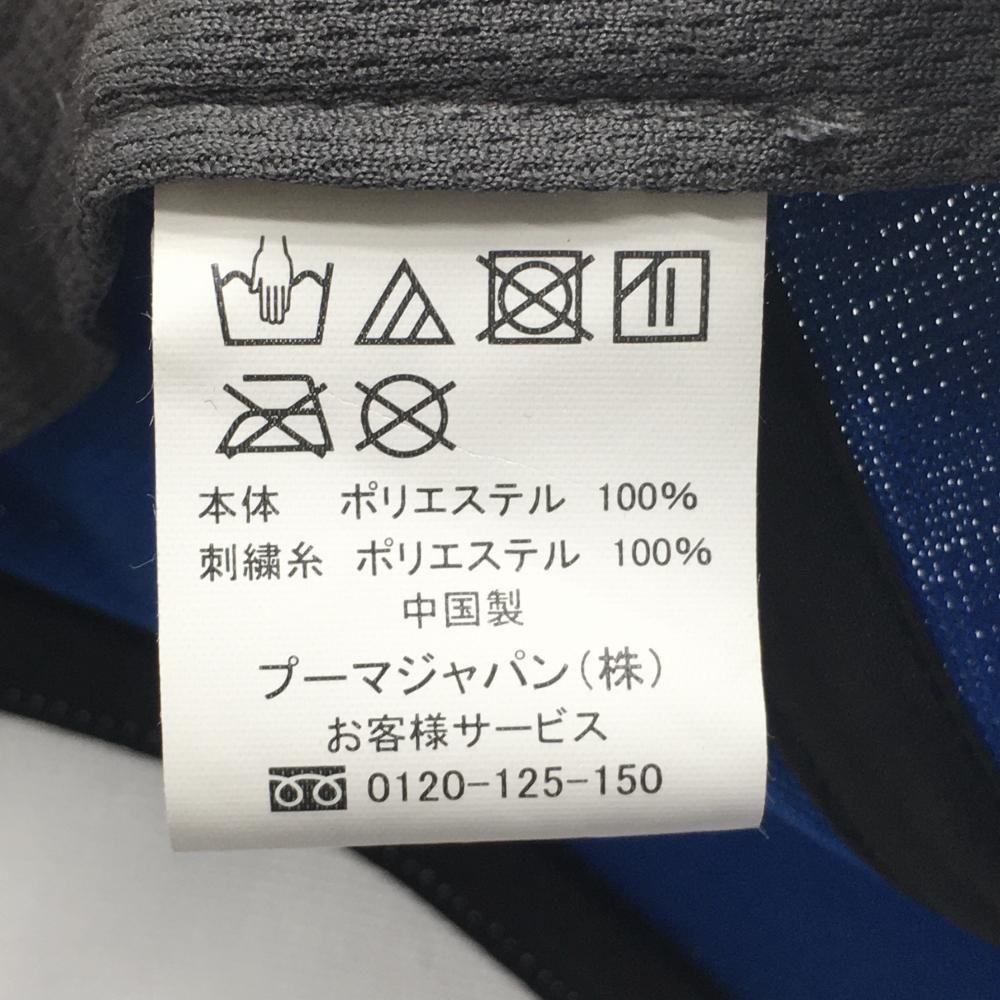 本体 ポリエステル 100%
刺繍糸 ポリエステル 100%
中国製
プーマジャパン(株)
お客様サービス
0120-125-150